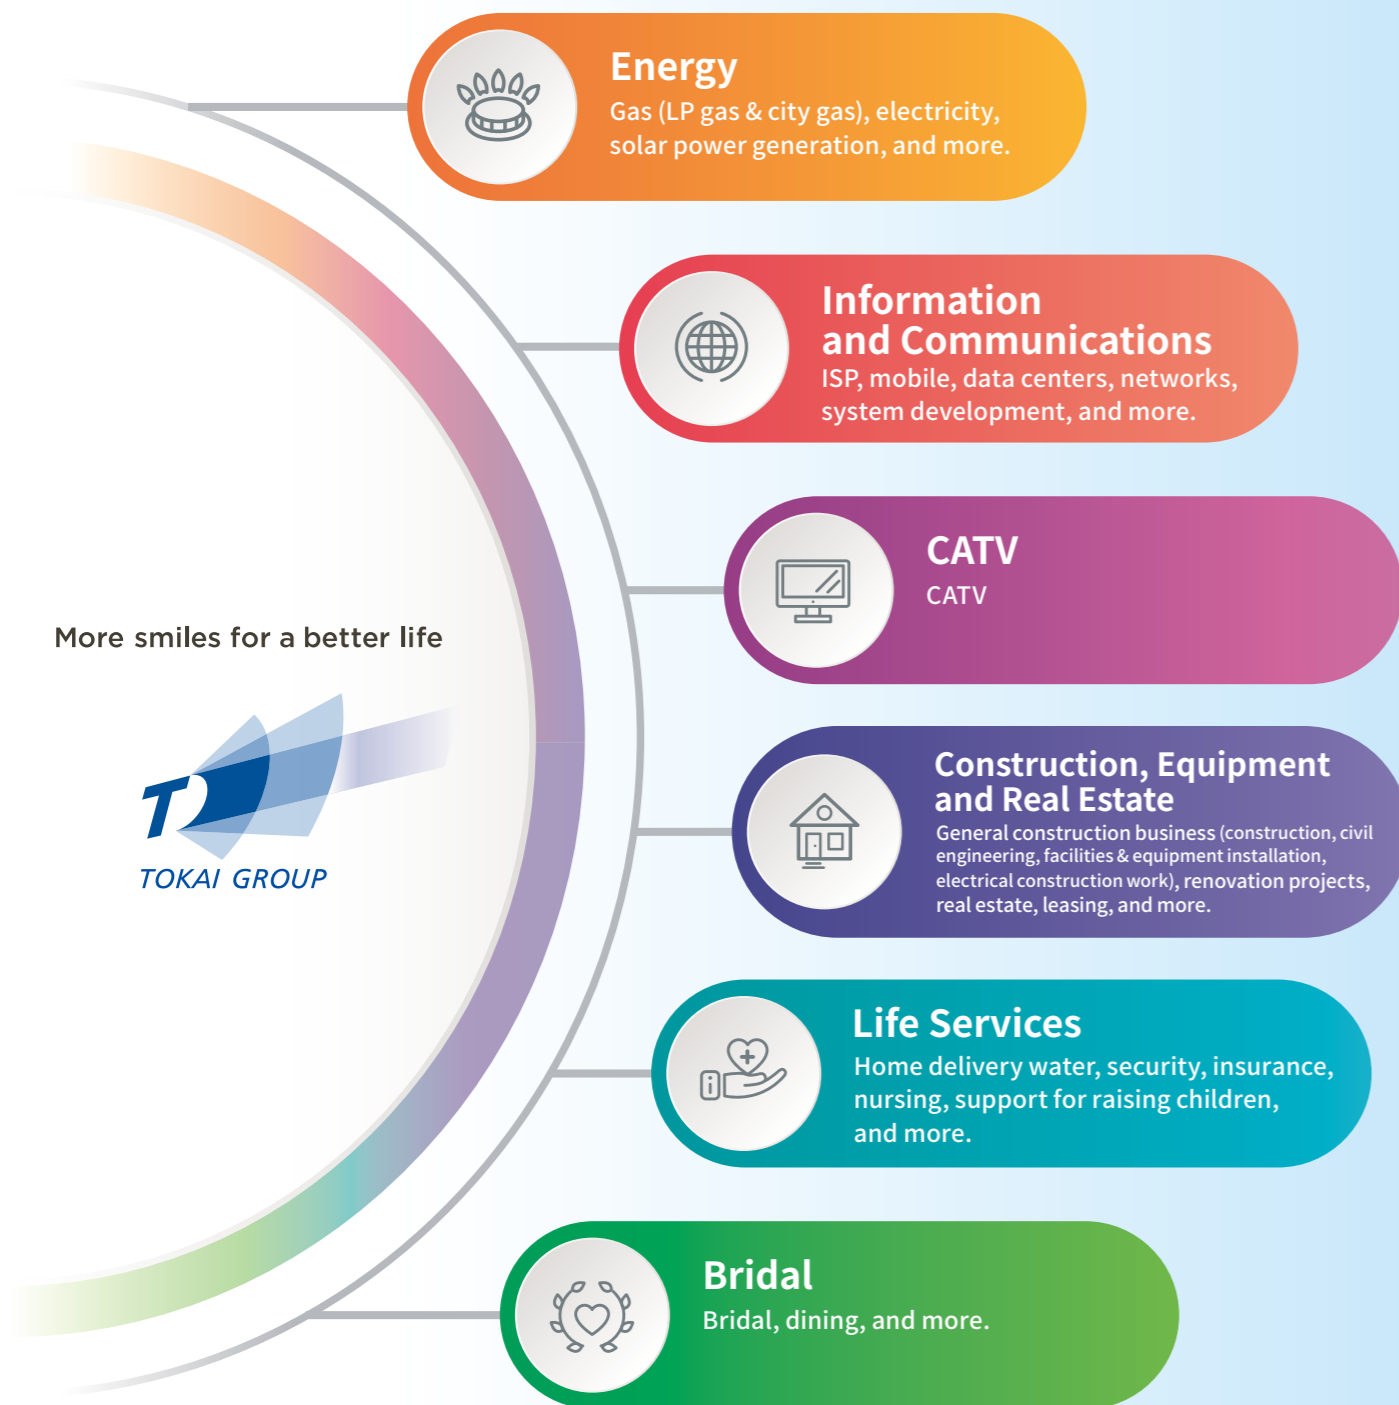 Energy
Gas (LP gas & city gas), electricity,
solar power generation, and more.
Information
and Communications
ISP, mobile, data centers, networks,
system development, and more.
CATV
CATV
More smiles for a better life
TOKAI GROUP
Construction, Equipment
and Real Estate
General construction business (construction, civil
engineering, facilities & equipment installation,
electrical construction work), renovation projects,
real estate, leasing, and more.
Life Services
Home delivery water, security, insurance,
nursing, support for raising children,
and more.
Bridal
Bridal, dining, and more.